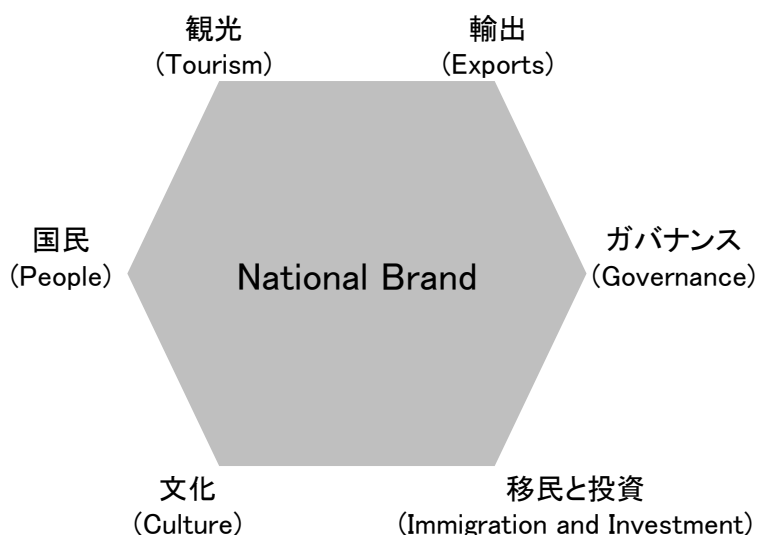 観光
(Tourism)
輸出
(Exports)
国民
(People)
National Brand
ガバナンス
(Governance)
文化
(Culture)
移民と投資
(Immigration and Investment)